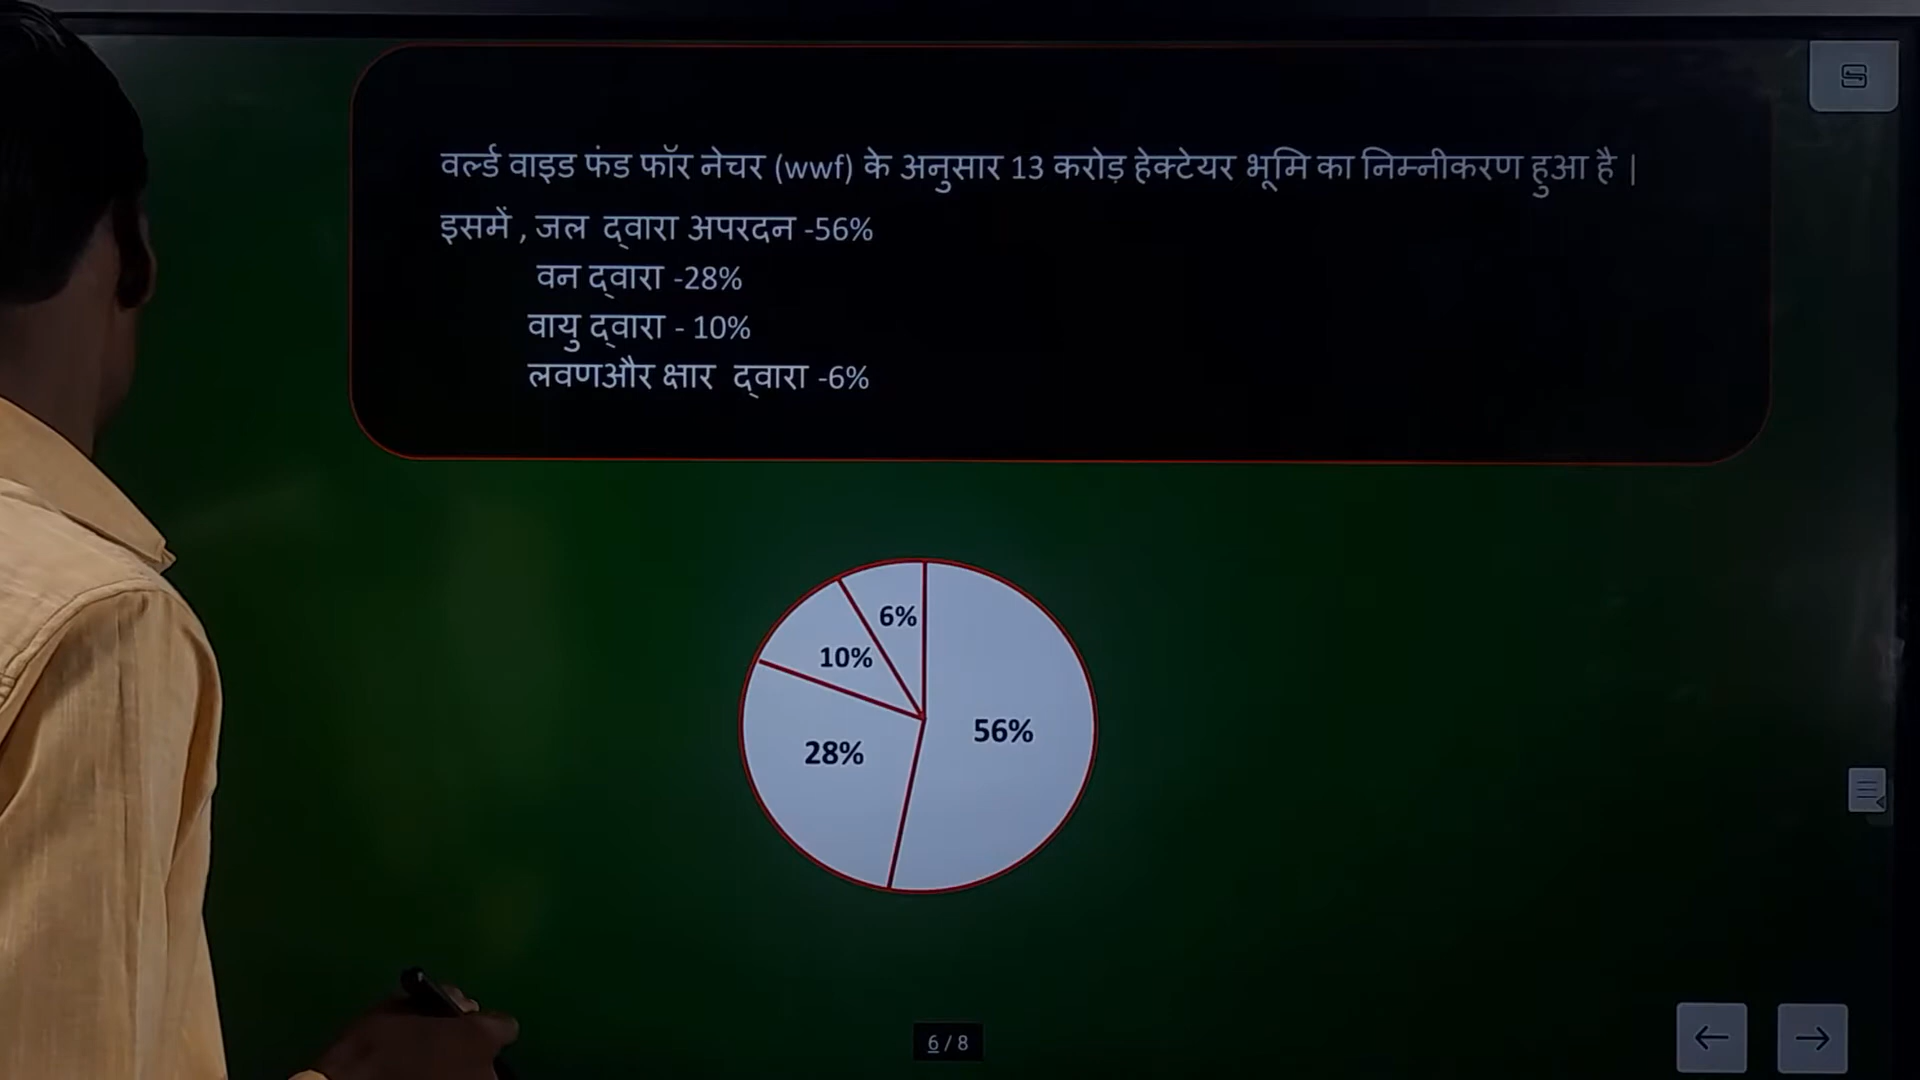 वर्ल्ड वाइड फंड फॉर नेचर (wwf) के अनुसार 13 करोड़ हेक्टेयर भूमि का निम्नीकरण हुआ है |
इसमें , जल द्वारा अपरदन -56%
वन द्वारा -28%
वायु द्वारा - 10%
लवणऔर क्षार द्वारा -6%
6%
10%
56%
28%
6 / 8